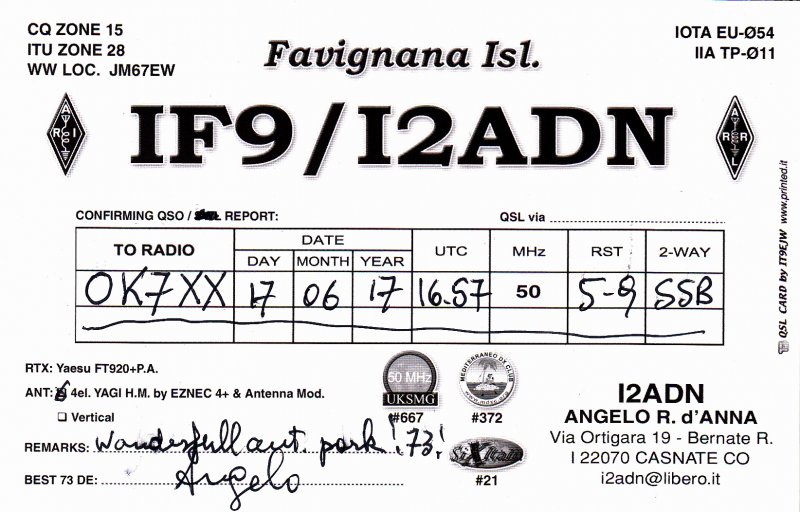 CQ ZONE 15
ITU ZONE 28
WW LOC. JM67EW
Favignana Isl.
IOTA EU-Ø54
IIA TP-Ø11
A R I
IF9/I2ADN
A R R L
CONFIRMING QSO / REPORT:
QSL via
TO RADIO DATE UTC MHz RST 2-WAY
DAY MONTH YEAR
OK7XX 17 06 17 16.57 50 5-9 SSB
QSL CARD by IT9EJW www.printed.it
RTX: Yaesu FT920+P.A.
ANT: 4el. YAGI H.M. by EZNEC 4+ & Antenna Mod.
❑ Vertical
50 MHz
UKSMG
#667
MEDITERRANEO DX CLUB
#372
REMARKS: Wonderfull ant. park! 73!
BEST 73 DE: Angelo
SiXItalia
#21
I2ADN
ANGELO R. d'ANNA
Via Ortigara 19 - Bernate R.
I 22070 CASNATE CO
i2adn@libero.it